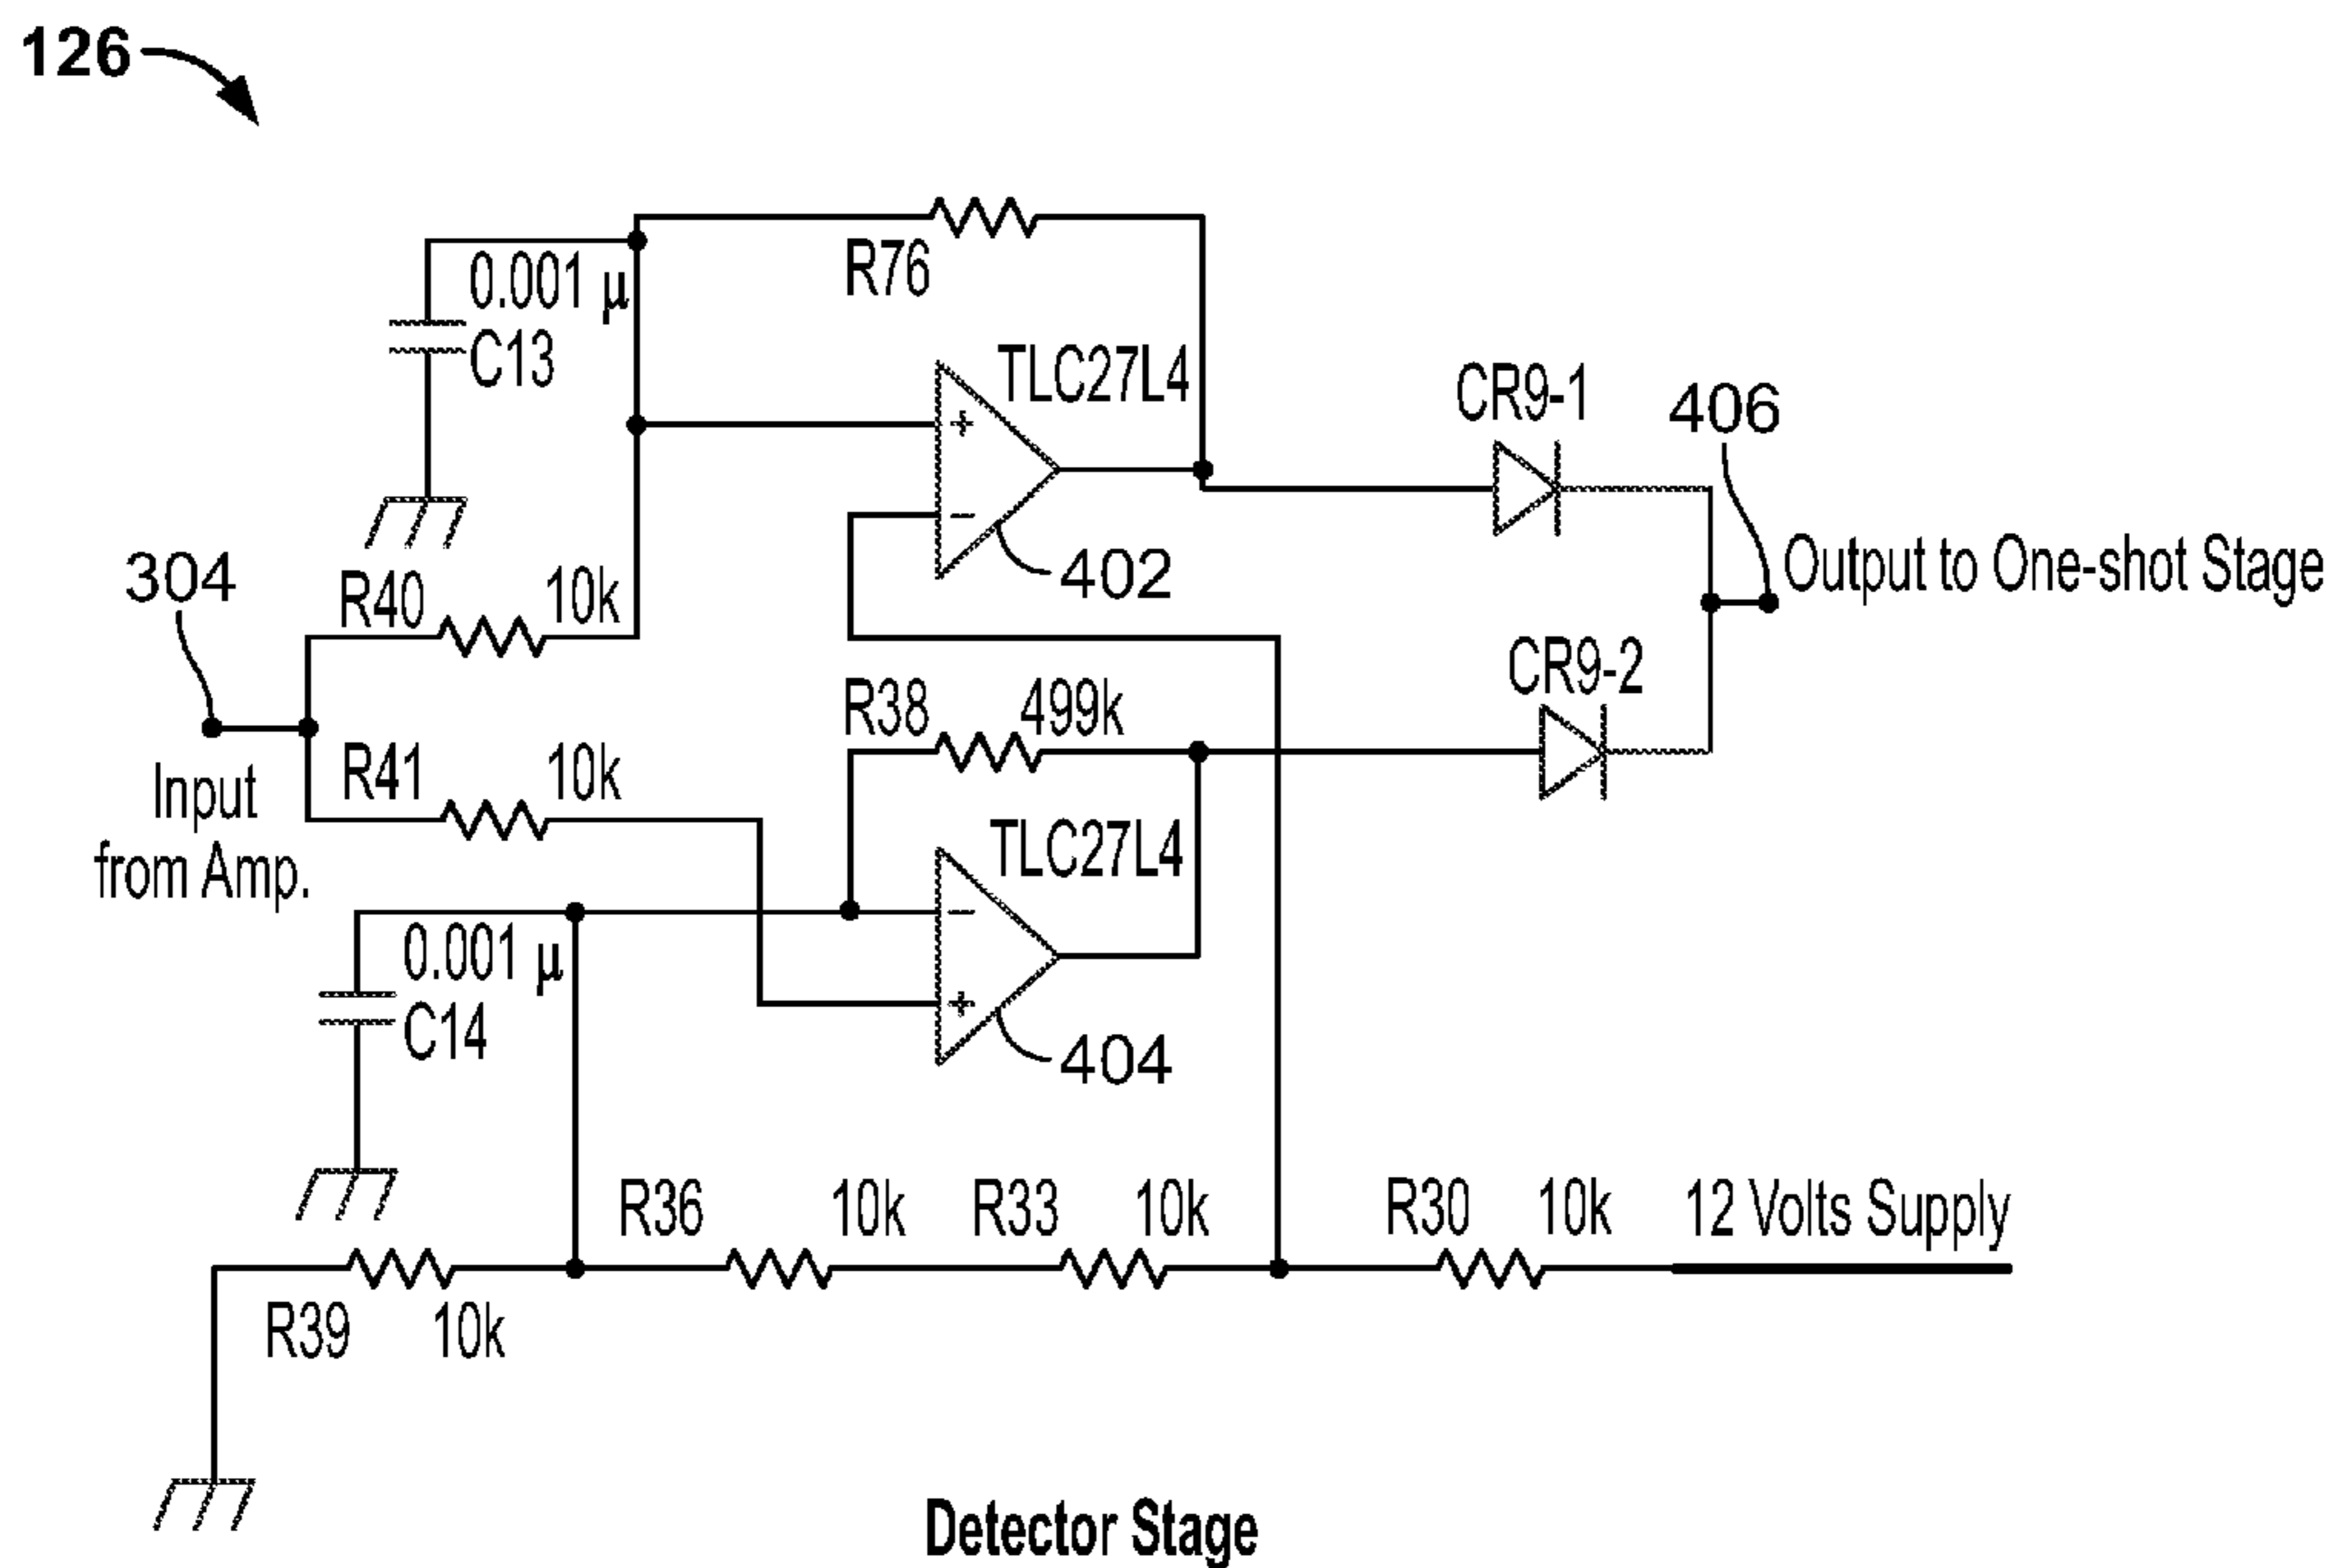 126
R76
0.001 µ
C13
TLC27L4
CR9-1
406
+
−
402
Output to One-shot Stage
304
R40 10k
CR9-2
R38 499k
Input
from Amp.
R41 10k
TLC27L4
−
+
0.001 µ
C14
404
R36 10k R33 10k R30 10k 12 Volts Supply
R39 10k
Detector Stage